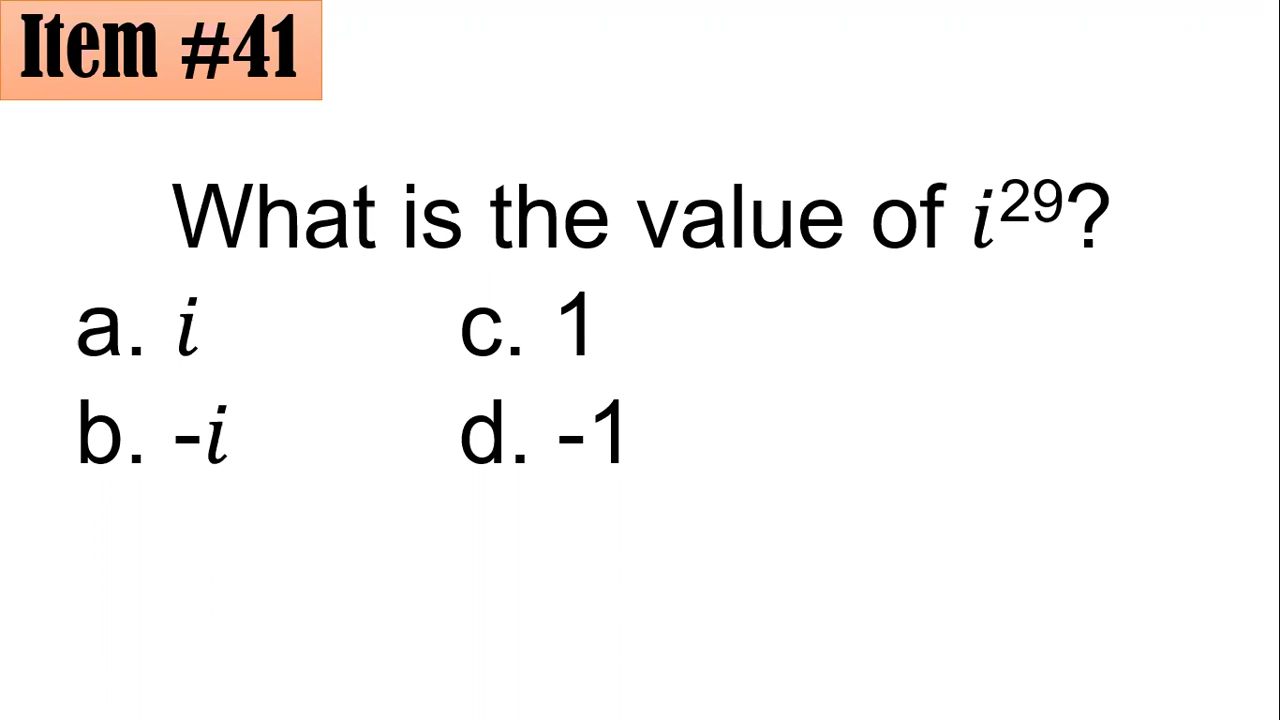 Item #41
What is the value of 𝑖²⁹?
a. 𝑖 c. 1
b. -𝑖 d. -1